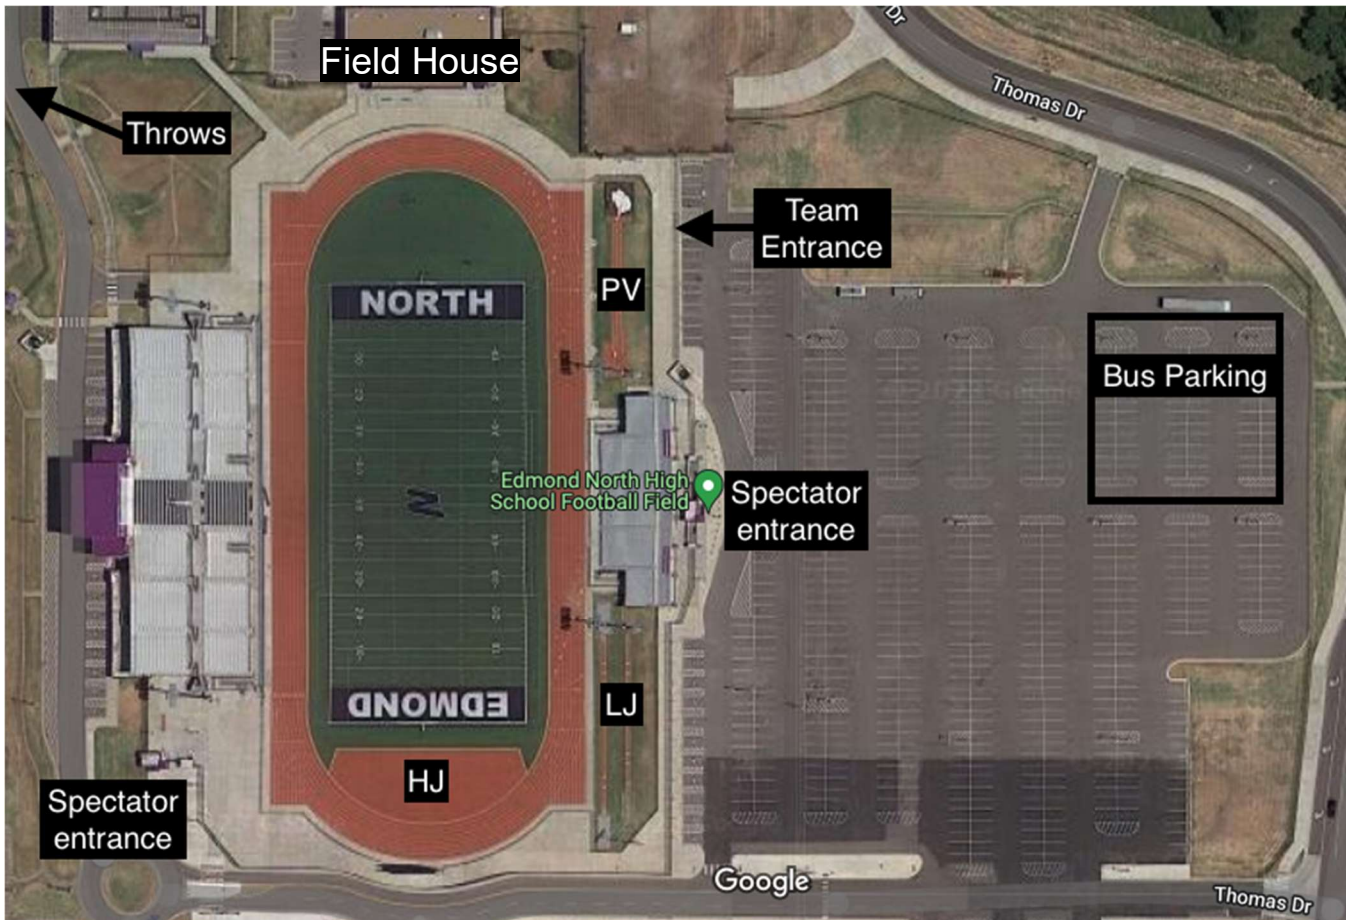 Dr
Field House
Thomas Dr
Throws
Team
Entrance
PV
NORTH
Bus Parking
Edmond North High
School Football Field
Spectator
entrance
N
EDMOND
LJ
HJ
Spectator
entrance
Google
Thomas Dr